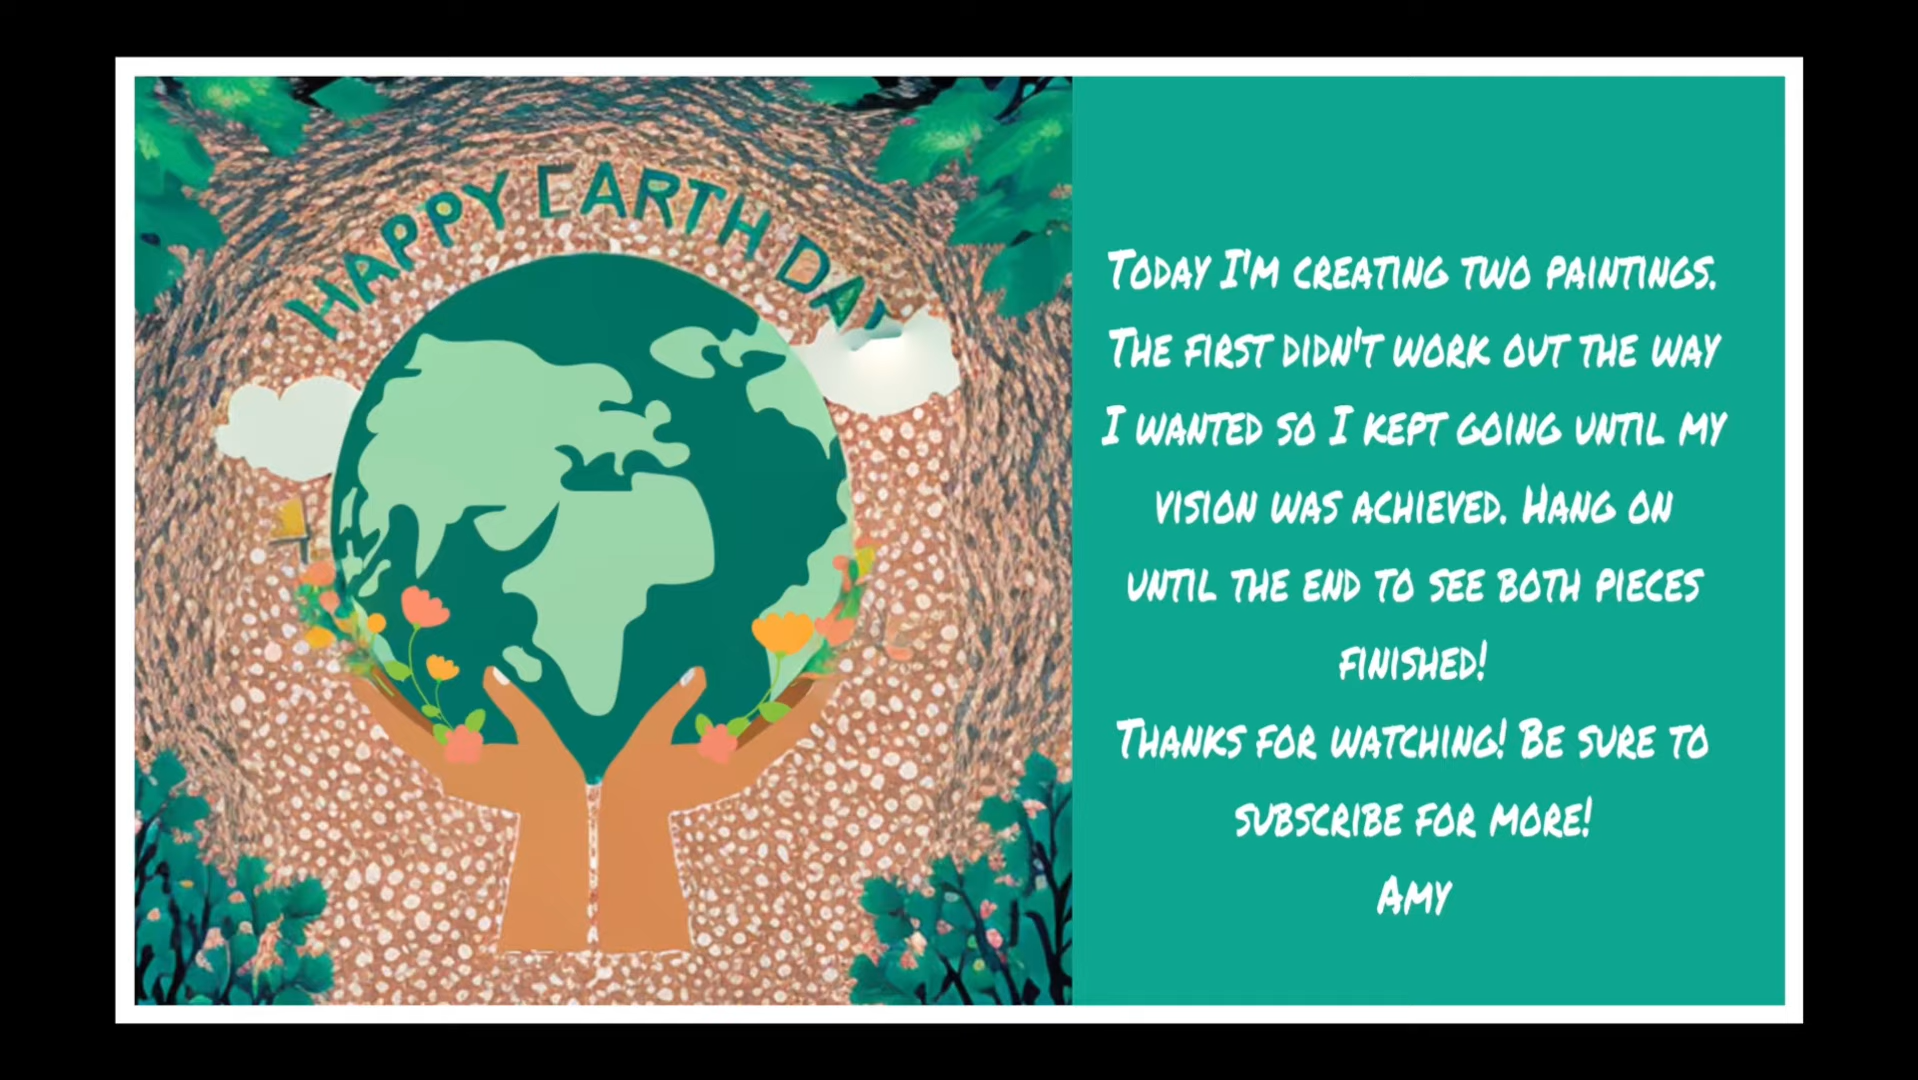 HAPPY EARTH DAY
Today I'm creating two paintings.
The first didn't work out the way
I wanted so I kept going until my
vision was achieved. Hang on
until the end to see both pieces
finished!
Thanks for watching! Be sure to
subscribe for more!
Amy